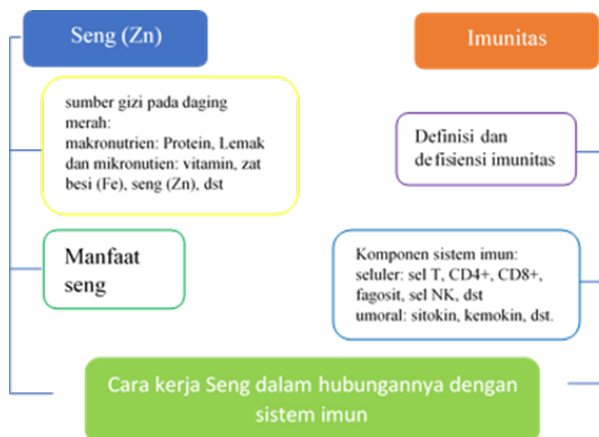 Seng (Zn)
sumber gizi pada daging
merah:
makronutrien: Protein, Lemak
dan mikronutien: vitamin, zat
besi (Fe), seng (Zn), dst
Manfaat
seng
Imunitas
Definisi dan
defisiensi imunitas
Komponen sistem imun:
seluler: sel T, CD4+, CD8+,
fagosit, sel NK, dst
umoral: sitokin, kemokin, dst.
Cara kerja Seng dalam hubungannya dengan
sistem imun